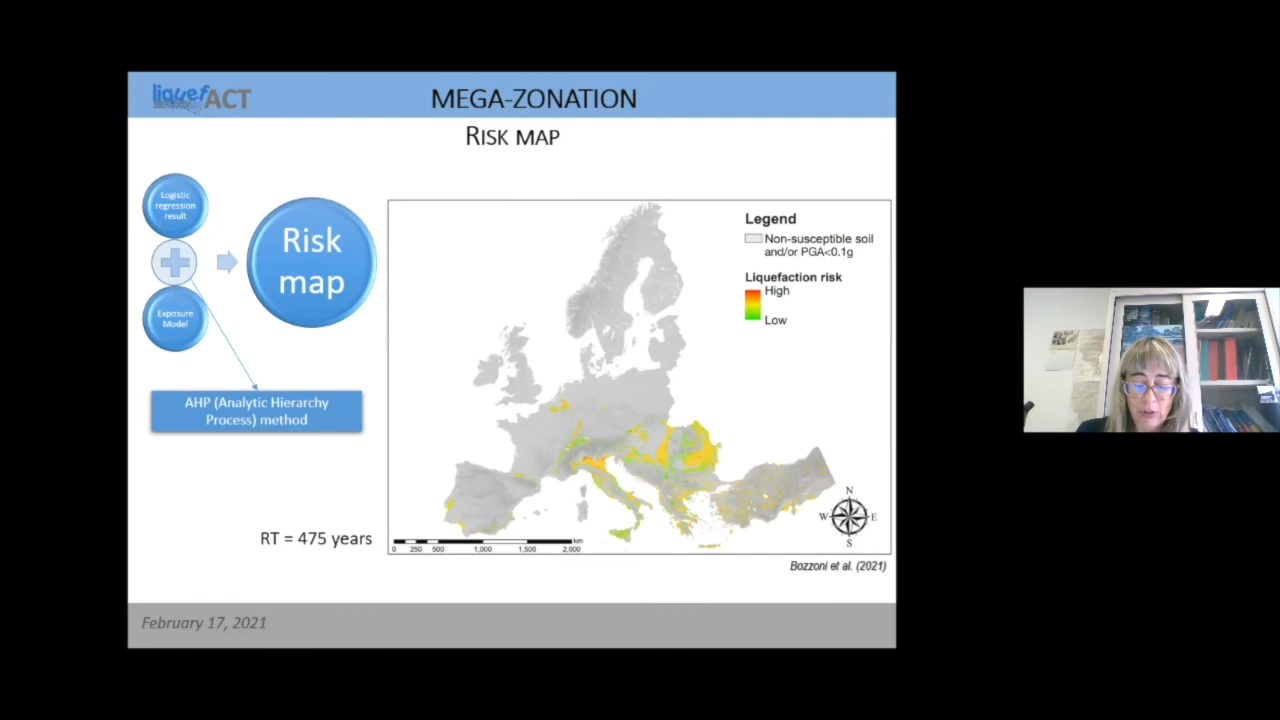 liquefACT
MEGA-ZONATION
RISK MAP
Logistic
regression
result
Exposure
Model
Risk
map
AHP (Analytic Hierarchy
Process) method
RT = 475 years
Legend
Non-susceptible soil
and/or PGA<0.1g
Liquefaction risk
High
Low
N
W E
S
km
0 250 500 1,000 1,500 2,000
Bozzoni et al. (2021)
February 17, 2021